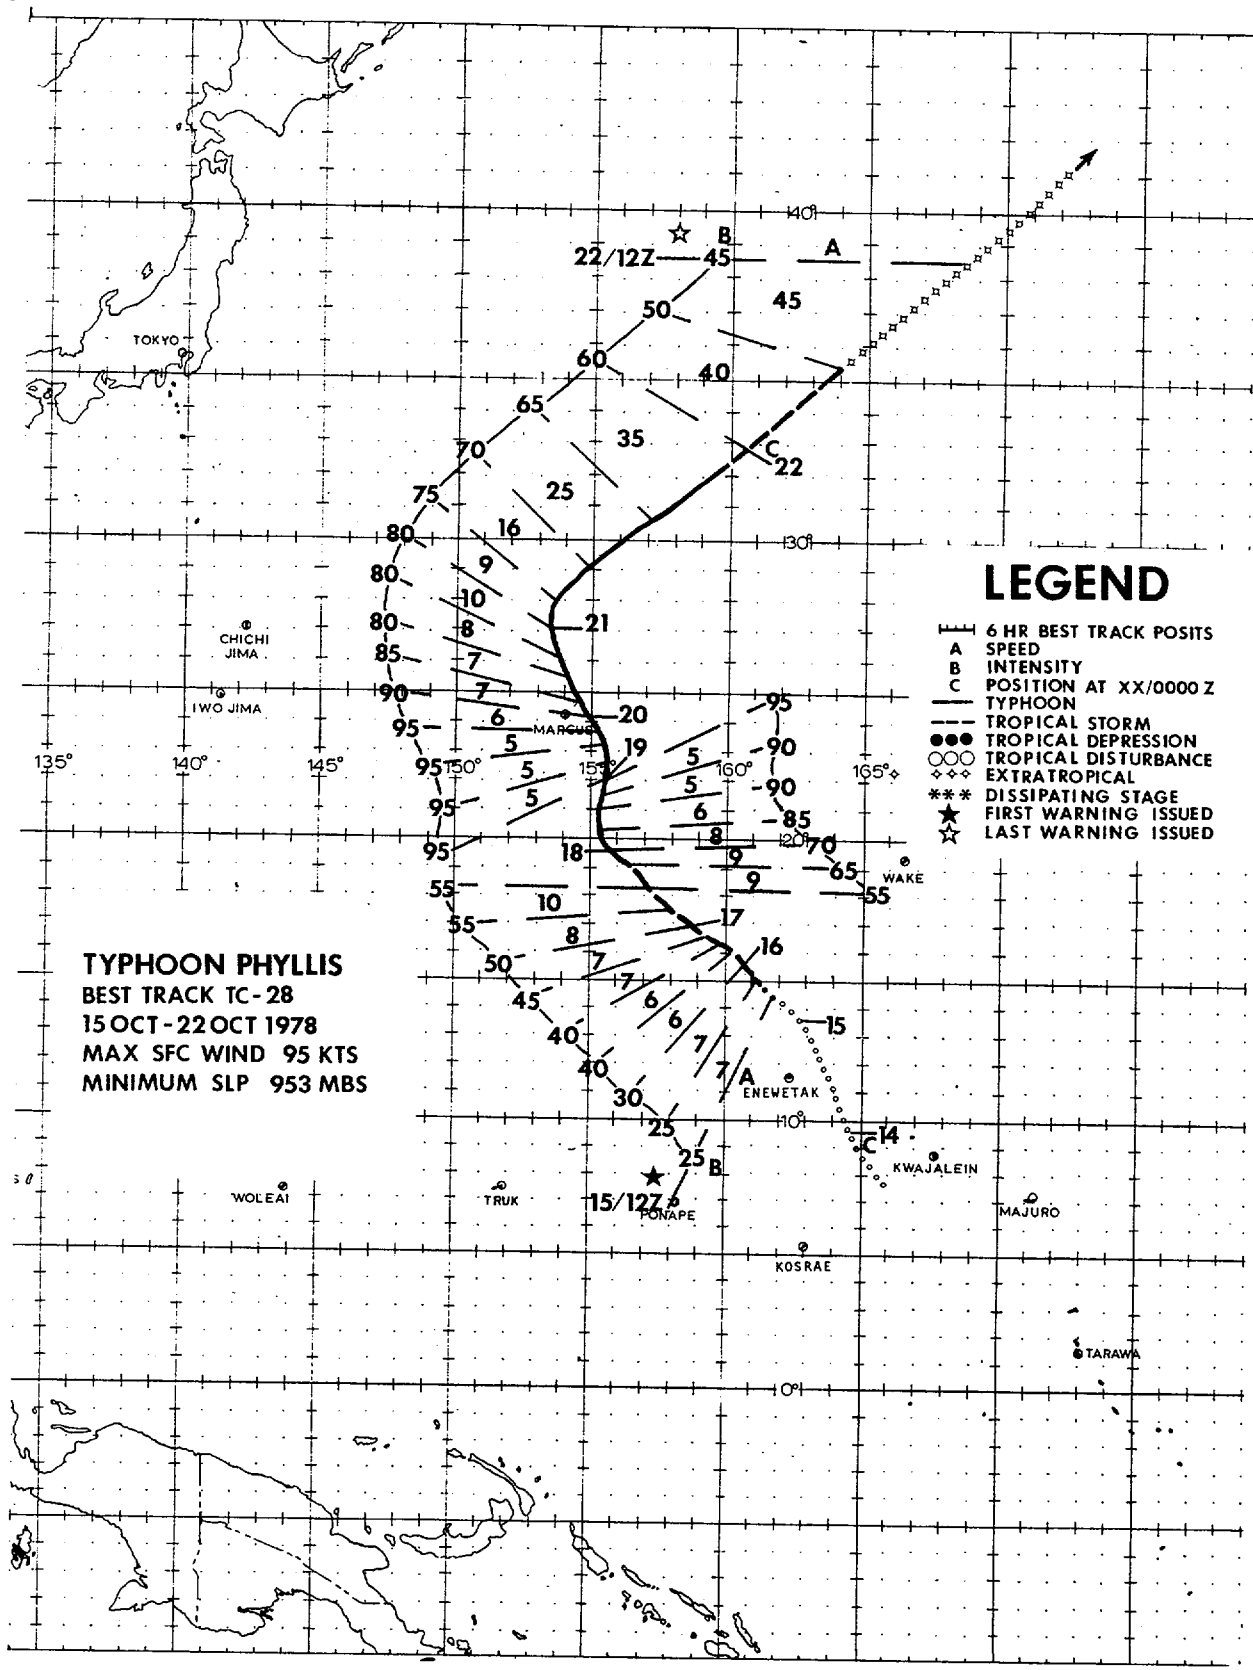 40°
B
A
22/12Z
45
45
50
TOKYO
60
40
65
35
C
70
22
75
25
16
80
30°
9
LEGEND
80
10
80
8
21
6 HR BEST TRACK POSITS
CHICHI
JIMA
A SPEED
85
7
B INTENSITY
C POSITION AT XX/0000 Z
90
7
95
TYPHOON
IWO JIMA
6
20
TROPICAL STORM
95
MARCUS
TROPICAL DEPRESSION
5
19
90
TROPICAL DISTURBANCE
135°
140°
145°
95
150°
5
155°
5
160°
165°
EXTRATROPICAL
90
DISSIPATING STAGE
95
5
5
FIRST WARNING ISSUED
6
85
LAST WARNING ISSUED
8
20°
70
95
18
9
65
WAKE
55
9
55
10
17
55
8
16
TYPHOON PHYLLIS
50
7
BEST TRACK TC-28
45
7
15 OCT-22 OCT 1978
6
15
40
6
MAX SFC WIND 95 KTS
7
40
7
A
MINIMUM SLP 953 MBS
ENEWETAK
30
25
10°
14
C
25
B
KWAJALEIN
WOLEAI
TRUK
15/12Z
PONAPE
MAJURO
KOSRAE
TARAWA
0°